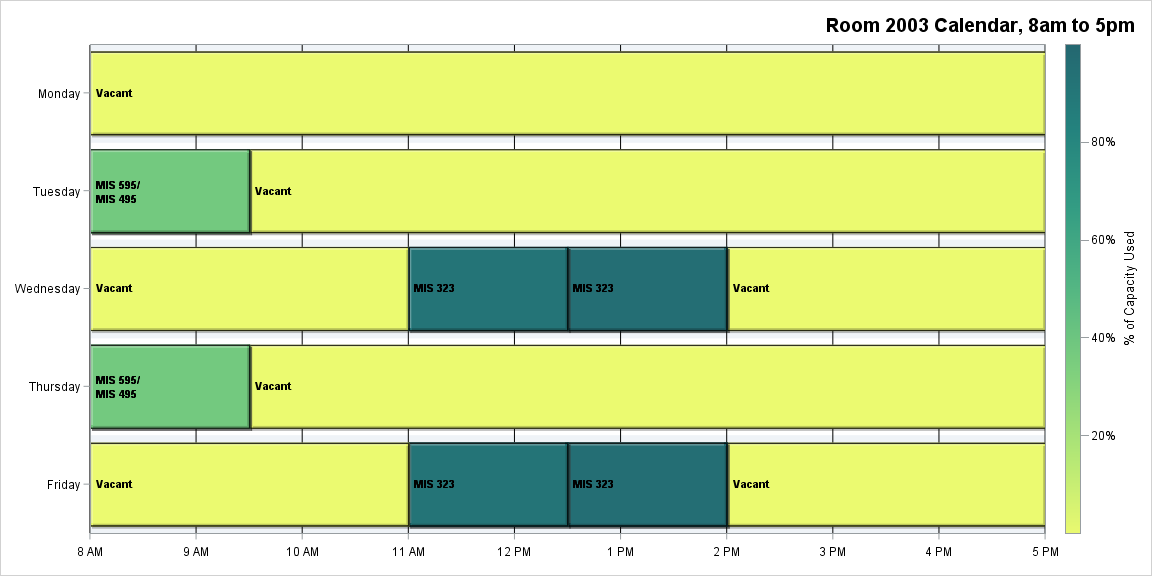 Room 2003 Calendar, 8am to 5pm
Monday
Vacant
Tuesday
MIS 595/
MIS 495
Vacant
Wednesday
Vacant
MIS 323
MIS 323
Vacant
Thursday
MIS 595/
MIS 495
Vacant
Friday
Vacant
MIS 323
MIS 323
Vacant
8 AM
9 AM
10 AM
11 AM
12 PM
1 PM
2 PM
3 PM
4 PM
5 PM
80%
60%
40%
20%
% of Capacity Used